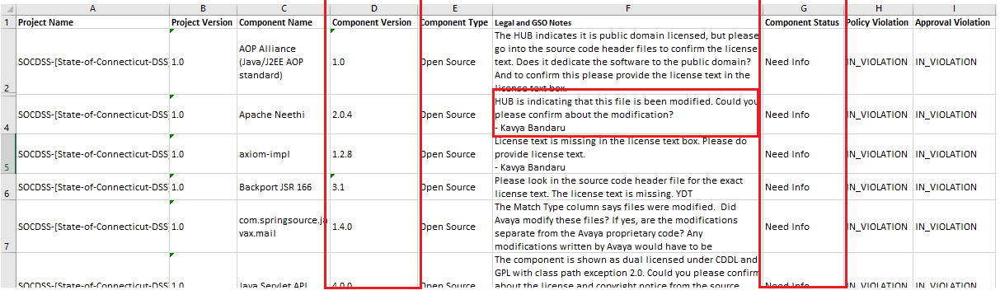 A B C D E F G H I
1 Project Name Project Version Component Name Component Version Component Type Legal and GSO Notes Component Status Policy Violation Approval Violation
The HUB indicates it is public domain licensed, but please
go into the source code header files to confirm the license
text. Does it dedicate the software to the public domain?
And to confirm this please provide the license text in the
license text box.
AOP Alliance
(Java/J2EE AOP
standard)
2 SOCDSS-[State-of-Connecticut-DSS 1.0 1.0 Open Source Need Info IN_VIOLATION IN_VIOLATION
HUB is indicating that this file is been modified. Could you
please confirm about the modification?
- Kavya Bandaru
4 SOCDSS-[State-of-Connecticut-DSS 1.0 Apache Neethi 2.0.4 Open Source Need Info IN_VIOLATION IN_VIOLATION
License text is missing in the license text box. Please do
provide license text.
- Kavya Bandaru
5 SOCDSS-[State-of-Connecticut-DSS 1.0 axiom-impl 1.2.8 Open Source Need Info IN_VIOLATION IN_VIOLATION
Please look in the source code header file for the exact
license text. The license text is missing. YDT
6 SOCDSS-[State-of-Connecticut-DSS 1.0 Backport JSR 166 3.1 Open Source Need Info IN_VIOLATION IN_VIOLATION
The Match Type column says files were modified.  Did
Avaya modify these files? If yes, are the modifications
separate from the Avaya proprietary code? Any
modifications written by Avaya would have to be
com.springsource.ja
vax.mail
7 SOCDSS-[State-of-Connecticut-DSS 1.0 1.4.0 Open Source Need Info IN_VIOLATION IN_VIOLATION
The component is shown as dual licensed under CDDL and
GPL with class path exception 2.0. Could you please confirm
about the license and copyright notice from the source
SOCDSS-[State-of-Connecticut-DSS 1.0 Java Servlet API 4.0.0 Open Source Need Info IN_VIOLATION IN_VIOLATION